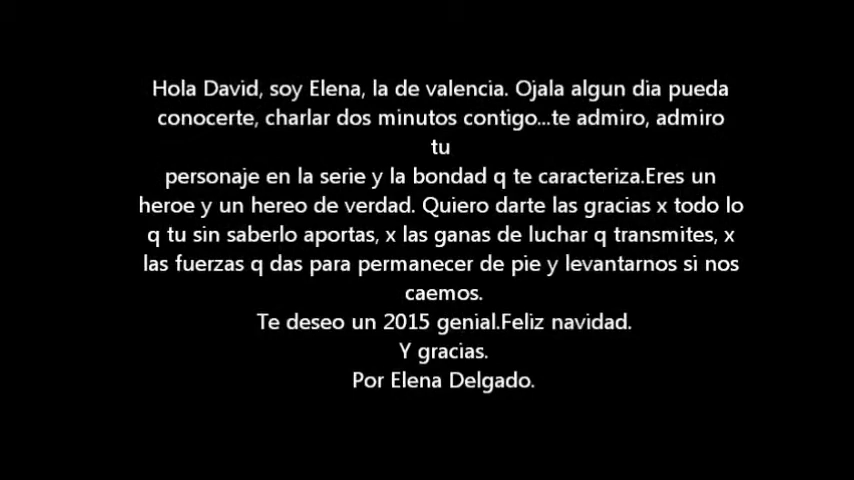 Hola David, soy Elena, la de valencia. Ojala algun dia pueda
conocerte, charlar dos minutos contigo...te admiro, admiro
tu
personaje en la serie y la bondad q te caracteriza.Eres un
heroe y un hereo de verdad. Quiero darte las gracias x todo lo
q tu sin saberlo aportas, x las ganas de luchar q transmites, x
las fuerzas q das para permanecer de pie y levantarnos si nos
caemos.
Te deseo un 2015 genial.Feliz navidad.
Y gracias.
Por Elena Delgado.